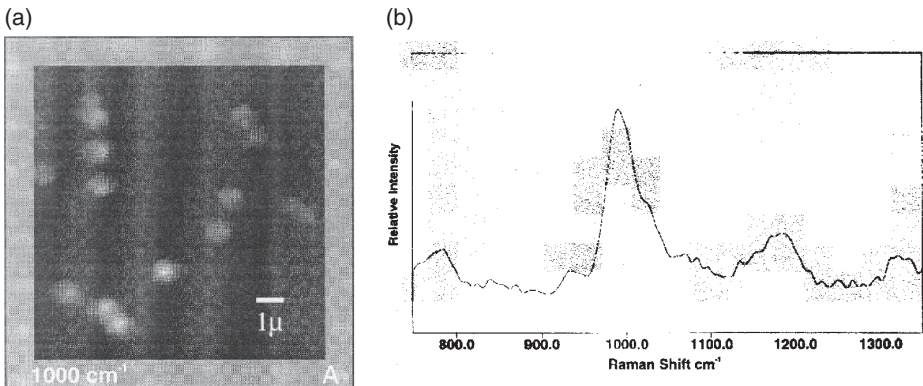 (a)
(b)
1μ
1000 cm⁻¹
A
Relative Intensity
800.0 900.0 1000.0 1100.0 1200.0 1300.0
Raman Shift cm⁻¹